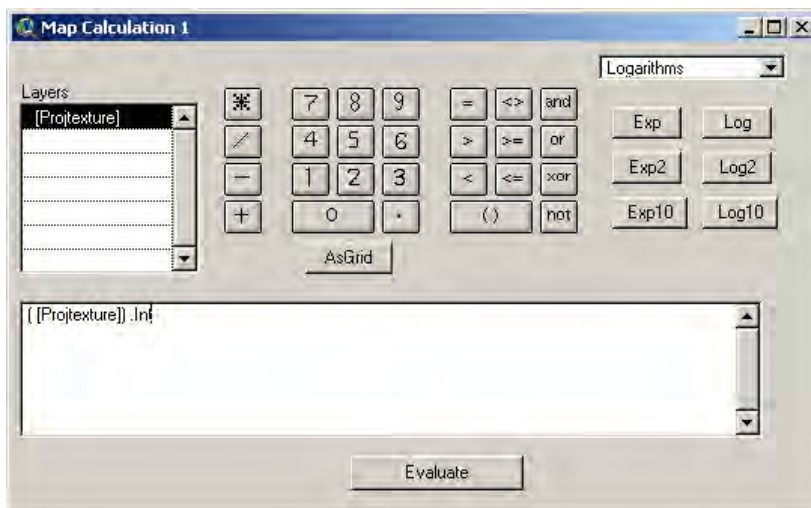 Map Calculation 1
Logarithms
Layers
[Projtexture]
7 8 9 = <> and
Exp Log
/ 4 5 6 > >= or
Exp2 Log2
- 1 2 3 < <= xor
+ 0 . ( ) not
Exp10 Log10
AsGrid
( [Projtexture]) .Int
Evaluate